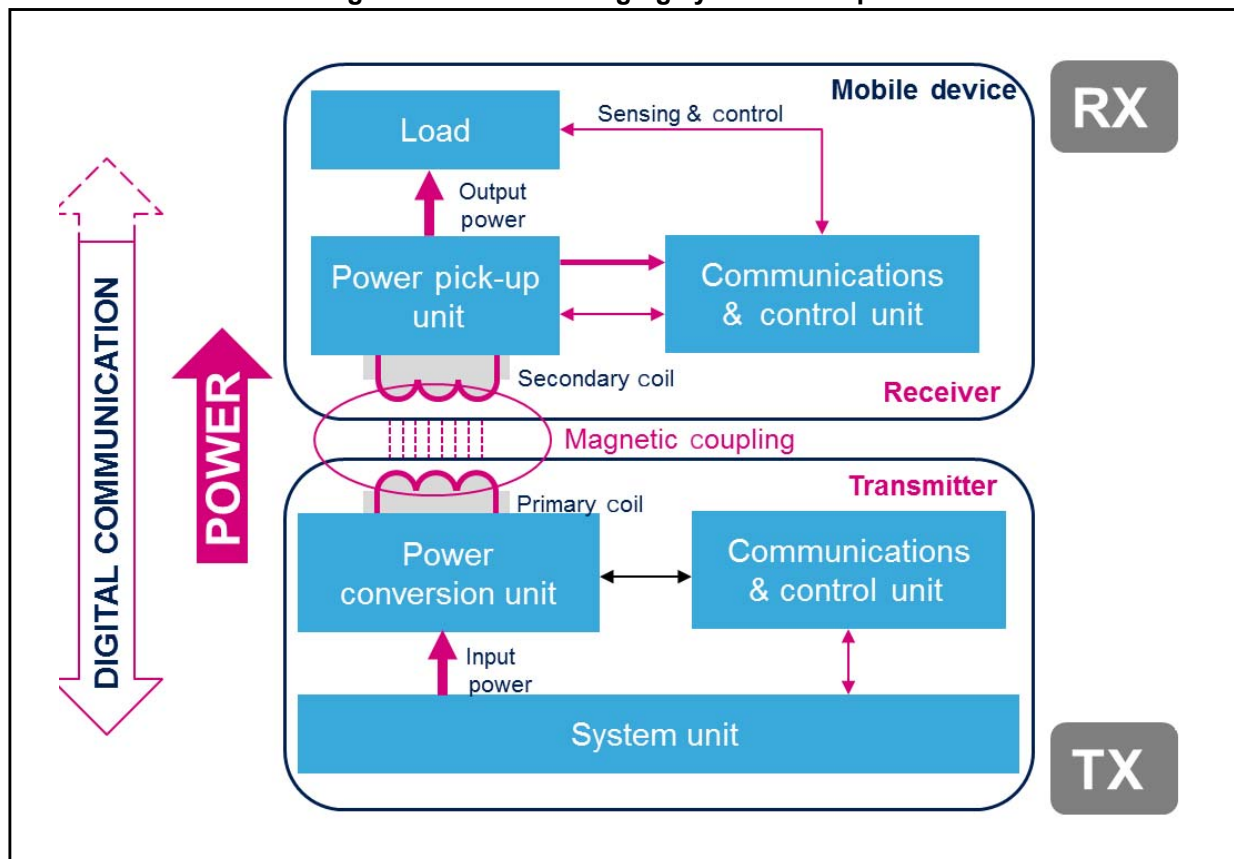 Mobile device
RX
Load
Sensing & control
Output
power
Power pick-up
unit
Communications
& control unit
Secondary coil
Receiver
DIGITAL COMMUNICATION
POWER
Magnetic coupling
Transmitter
Primary coil
Power
conversion unit
Communications
& control unit
Input
power
System unit
TX